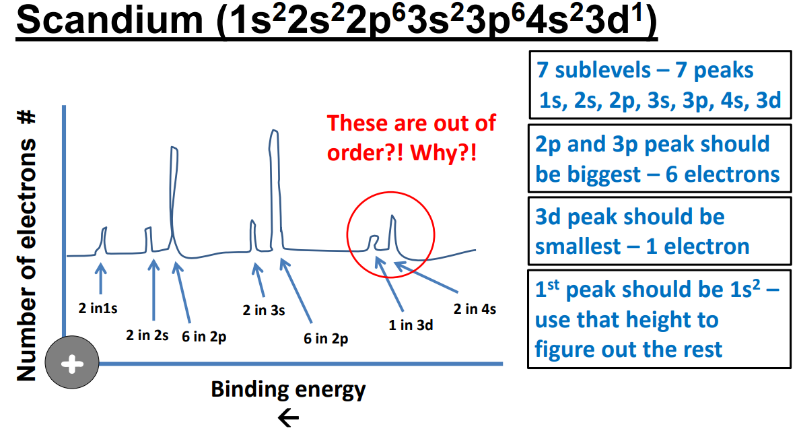 Scandium (1s²2s²2p⁶3s²3p⁶4s²3d¹)
Number of electrons #
These are out of
order?! Why?!
2 in1s
2 in 2s
6 in 2p
2 in 3s
6 in 2p
1 in 3d
2 in 4s
+
Binding energy
←
7 sublevels – 7 peaks
1s, 2s, 2p, 3s, 3p, 4s, 3d
2p and 3p peak should
be biggest – 6 electrons
3d peak should be
smallest – 1 electron
1st peak should be 1s² –
use that height to
figure out the rest